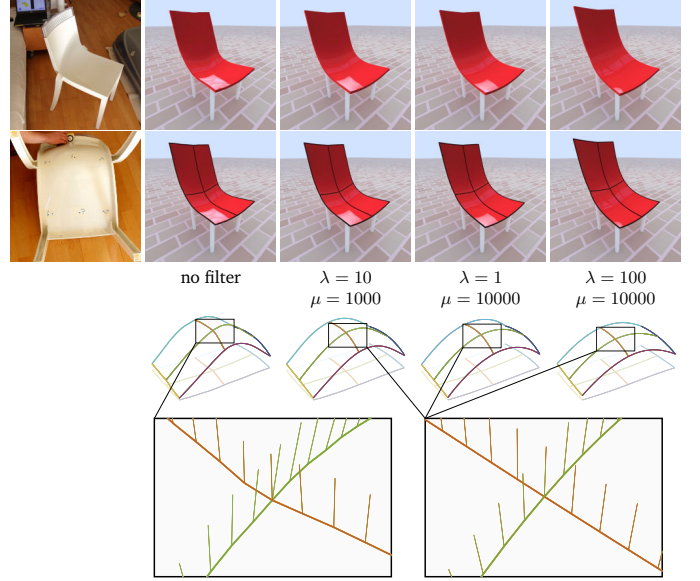 no filter
λ = 10
μ = 1000
λ = 1
μ = 10000
λ = 100
μ = 10000